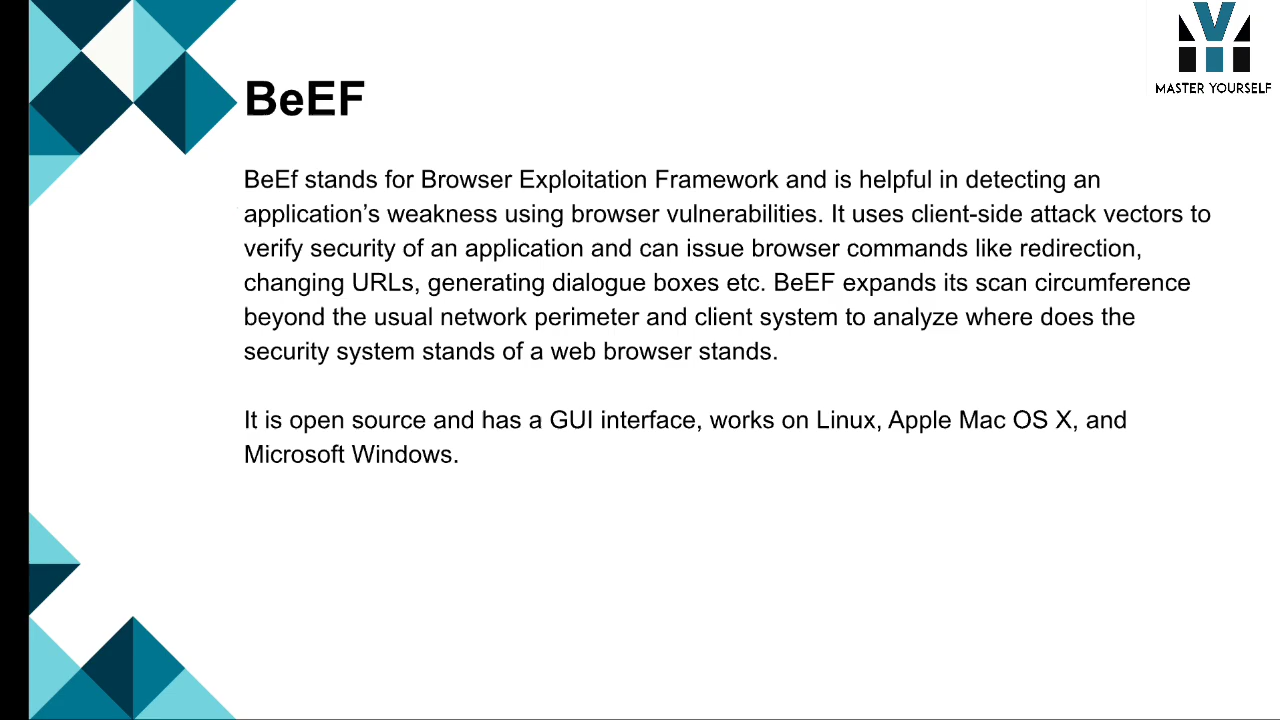 MASTER YOURSELF
BeEF
BeEf stands for Browser Exploitation Framework and is helpful in detecting an
application’s weakness using browser vulnerabilities. It uses client-side attack vectors to
verify security of an application and can issue browser commands like redirection,
changing URLs, generating dialogue boxes etc. BeEF expands its scan circumference
beyond the usual network perimeter and client system to analyze where does the
security system stands of a web browser stands.
It is open source and has a GUI interface, works on Linux, Apple Mac OS X, and
Microsoft Windows.